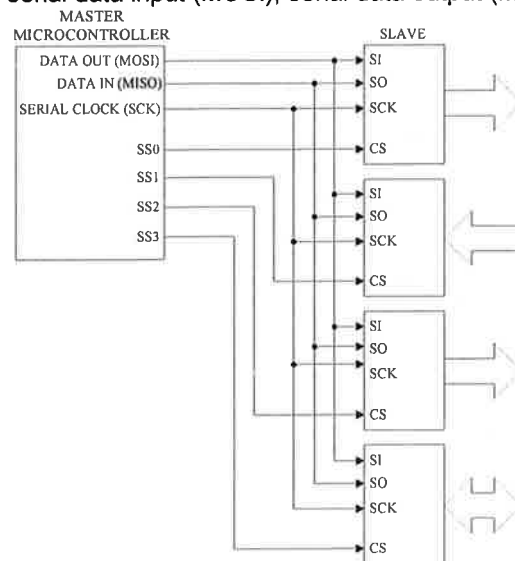 MASTER
MICROCONTROLLER
DATA OUT (MOSI)
DATA IN (MISO)
SERIAL CLOCK (SCK)
SS0
SS1
SS2
SS3
SLAVE
SI
SO
SCK
CS
SI
SO
SCK
CS
SI
SO
SCK
CS
SI
SO
SCK
CS